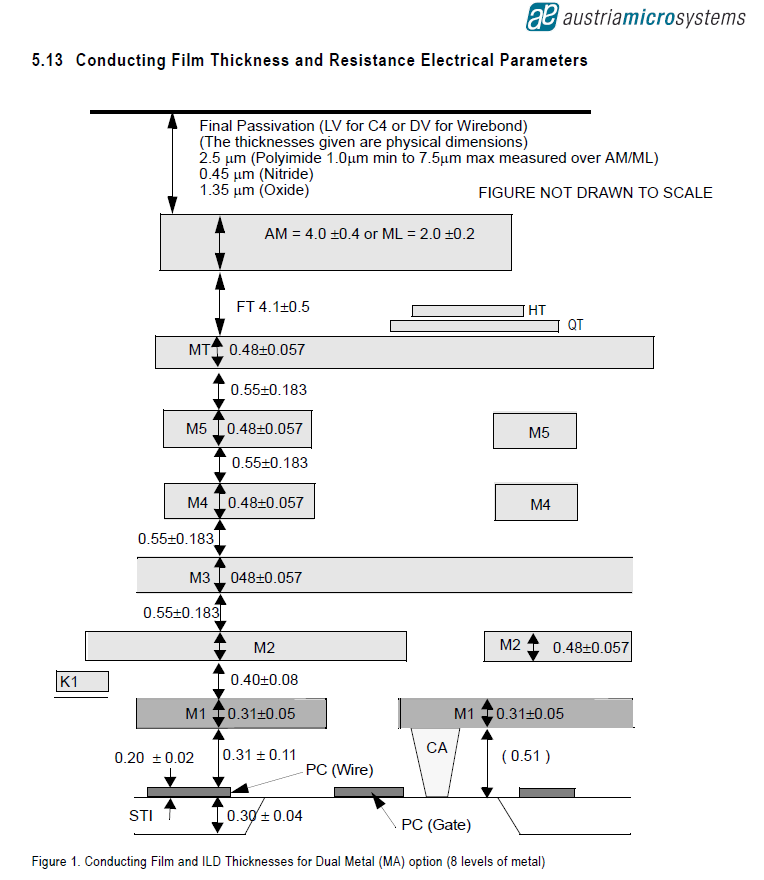 austriamicrosystems
5.13 Conducting Film Thickness and Resistance Electrical Parameters
Final Passivation (LV for C4 or DV for Wirebond)
(The thicknesses given are physical dimensions)
2.5 μm (Polyimide 1.0μm min to 7.5μm max measured over AM/ML)
0.45 μm (Nitride)
1.35 μm (Oxide)
FIGURE NOT DRAWN TO SCALE
AM = 4.0 ±0.4 or ML = 2.0 ±0.2
FT 4.1±0.5
HT
QT
MT 0.48±0.057
0.55±0.183
M5 0.48±0.057
M5
0.55±0.183
M4 0.48±0.057
M4
0.55±0.183
M3 048±0.057
0.55±0.183
M2
M2 0.48±0.057
K1
0.40±0.08
M1 0.31±0.05
M1 0.31±0.05
CA
0.20 ± 0.02
0.31 ± 0.11
( 0.51 )
PC (Wire)
STI
0.30 ± 0.04
PC (Gate)
Figure 1. Conducting Film and ILD Thicknesses for Dual Metal (MA) option (8 levels of metal)